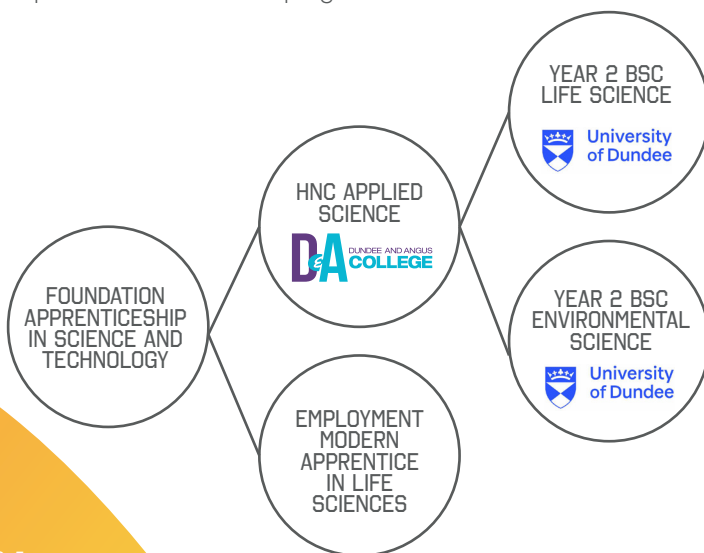 YEAR 2 BSC
LIFE SCIENCE
University
of Dundee
HNC APPLIED
SCIENCE
D&A DUNDEE AND ANGUS
COLLEGE
FOUNDATION
APPRENTICESHIP
IN SCIENCE AND
TECHNOLOGY
YEAR 2 BSC
ENVIRONMENTAL
SCIENCE
University
of Dundee
EMPLOYMENT
MODERN
APPRENTICE
IN LIFE
SCIENCES